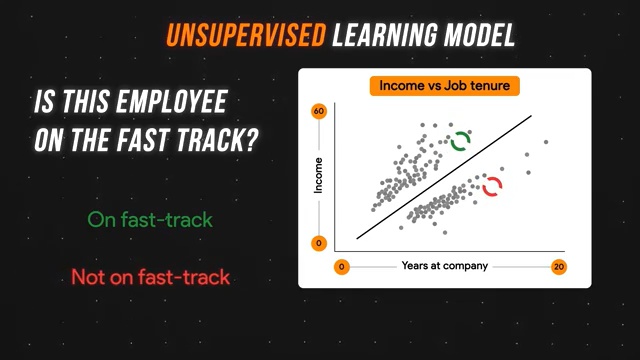 UNSUPERVISED LEARNING MODEL
IS THIS EMPLOYEE
ON THE FAST TRACK?
On fast-track
Not on fast-track
Income vs Job tenure
60
Income
0
0
Years at company
20